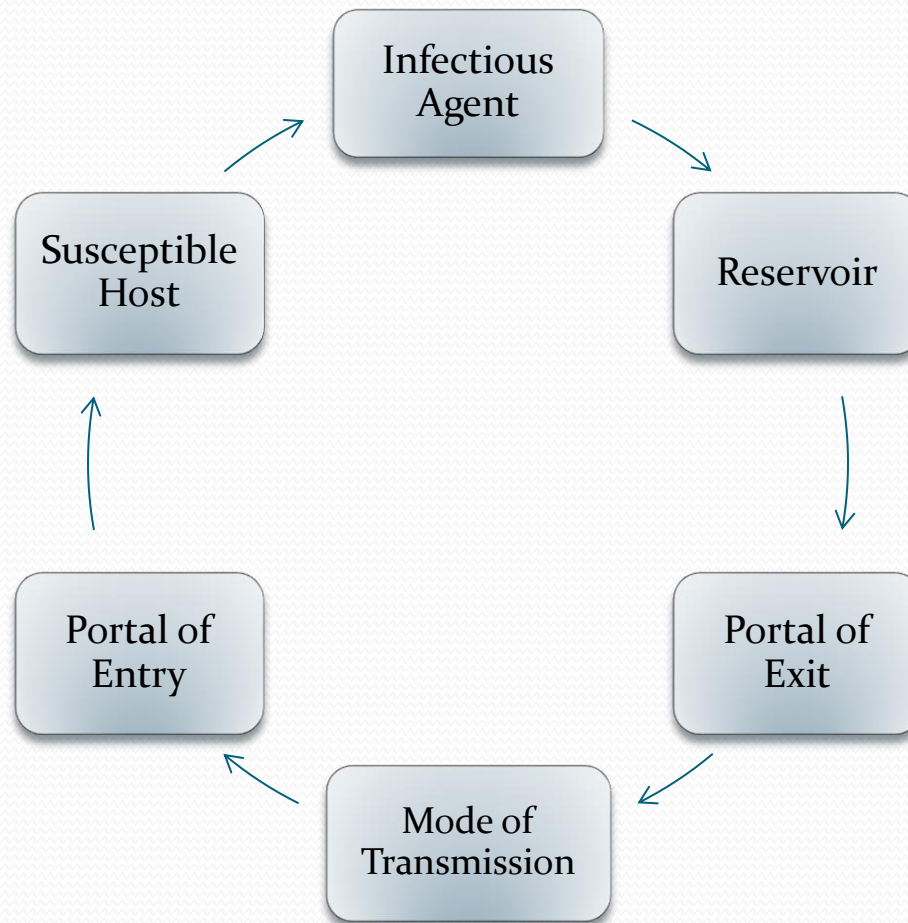 Infectious
Agent
Reservoir
Portal of
Exit
Mode of
Transmission
Portal of
Entry
Susceptible
Host